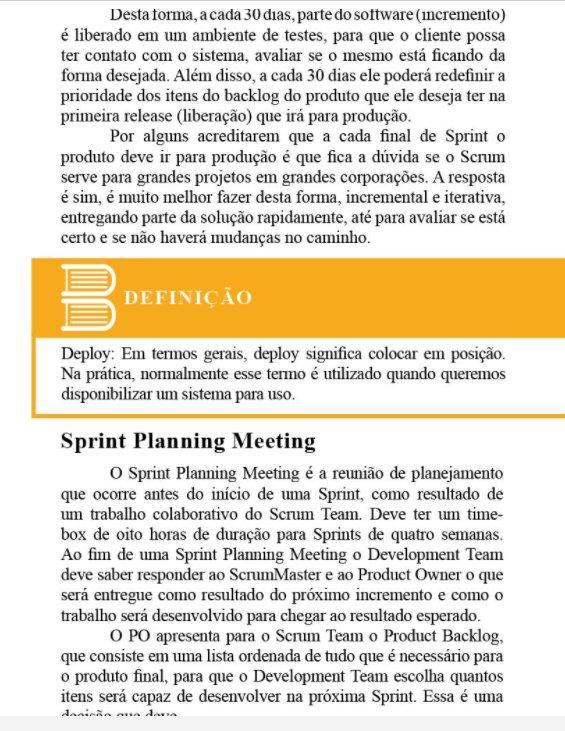 Desta forma, a cada 30 dias, parte do software (incremento)
é liberado em um ambiente de testes, para que o cliente possa
ter contato com o sistema, avaliar se o mesmo está ficando da
forma desejada. Além disso, a cada 30 dias ele poderá redefinir a
prioridade dos itens do backlog do produto que ele deseja ter na
primeira release (liberação) que irá para produção.
Por alguns acreditarem que a cada final de Sprint o
produto deve ir para produção é que fica a dúvida se o Scrum
serve para grandes projetos em grandes corporações. A resposta
é sim, é muito melhor fazer desta forma, incremental e iterativa,
entregando parte da solução rapidamente, até para avaliar se está
certo e se não haverá mudanças no caminho.
DEFINIÇÃO
Deploy: Em termos gerais, deploy significa colocar em posição.
Na prática, normalmente esse termo é utilizado quando queremos
disponibilizar um sistema para uso.
Sprint Planning Meeting
O Sprint Planning Meeting é a reunião de planejamento
que ocorre antes do início de uma Sprint, como resultado de
um trabalho colaborativo do Scrum Team. Deve ter um time-
box de oito horas de duração para Sprints de quatro semanas.
Ao fim de uma Sprint Planning Meeting o Development Team
deve saber responder ao ScrumMaster e ao Product Owner o que
será entregue como resultado do próximo incremento e como o
trabalho será desenvolvido para chegar ao resultado esperado.
O PO apresenta para o Scrum Team o Product Backlog,
que consiste em uma lista ordenada de tudo que é necessário para
o produto final, para que o Development Team escolha quantos
itens será capaz de desenvolver na próxima Sprint. Essa é uma
decisão que deve